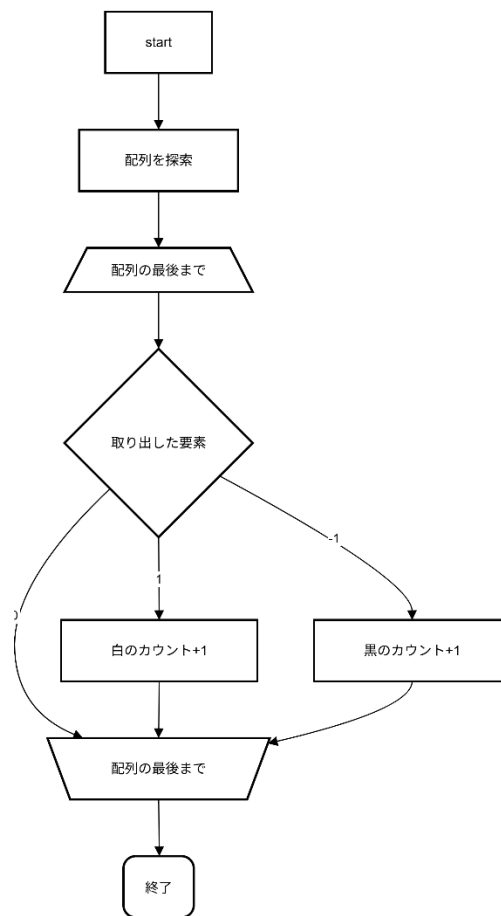 start
配列を探索
配列の最後まで
取り出した要素
0
1
-1
白のカウント+1
黒のカウント+1
配列の最後まで
終了